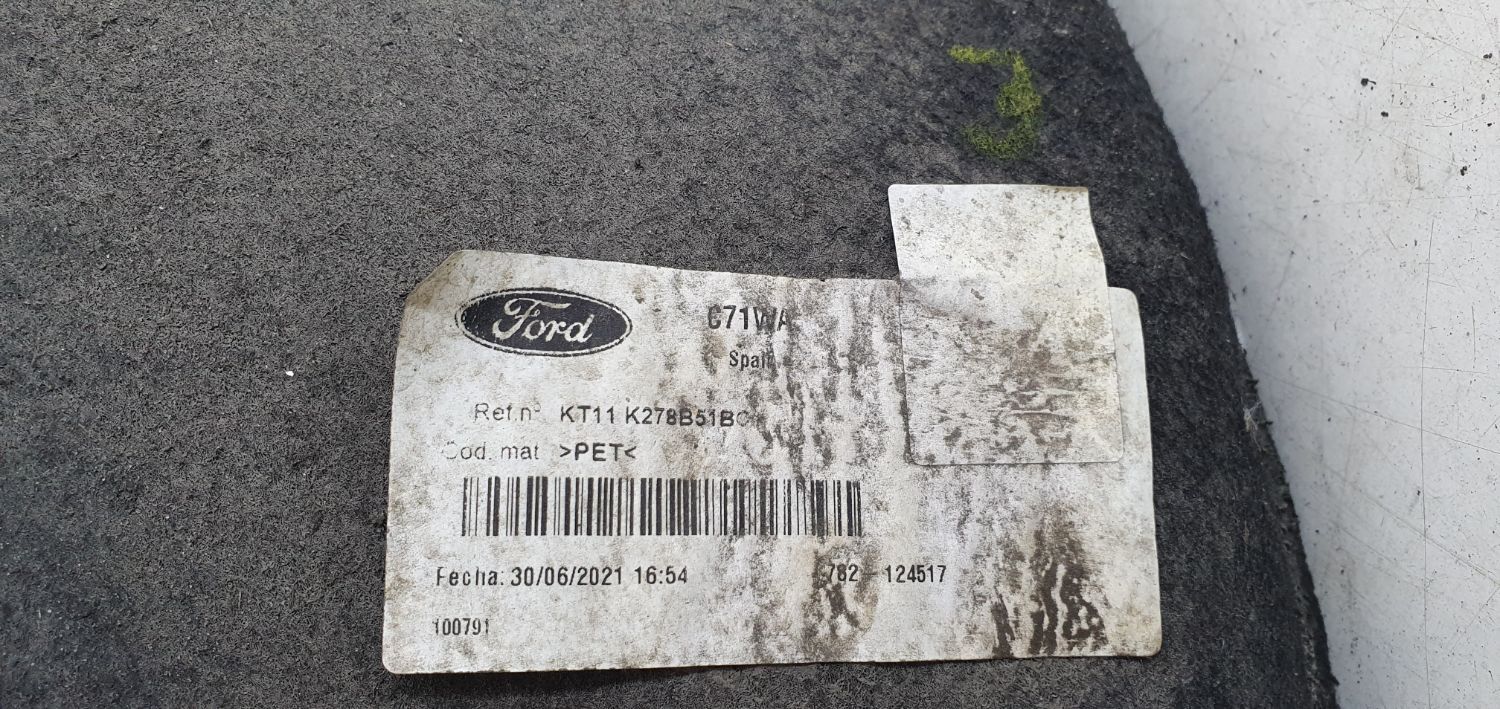 3
Ford
C71WA
Spain
Ref.nº. KT11 K278B51BC
Cod. mat >PET<
Fecha: 30/06/2021 16:54
782 - 124517
100791